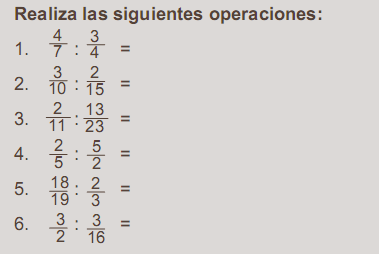 Realiza las siguientes operaciones:
1. 4/7 : 3/4 =
2. 3/10 : 2/15 =
3. 2/11 : 13/23 =
4. 2/5 : 5/2 =
5. 18/19 : 2/3 =
6. 3/2 : 3/16 =